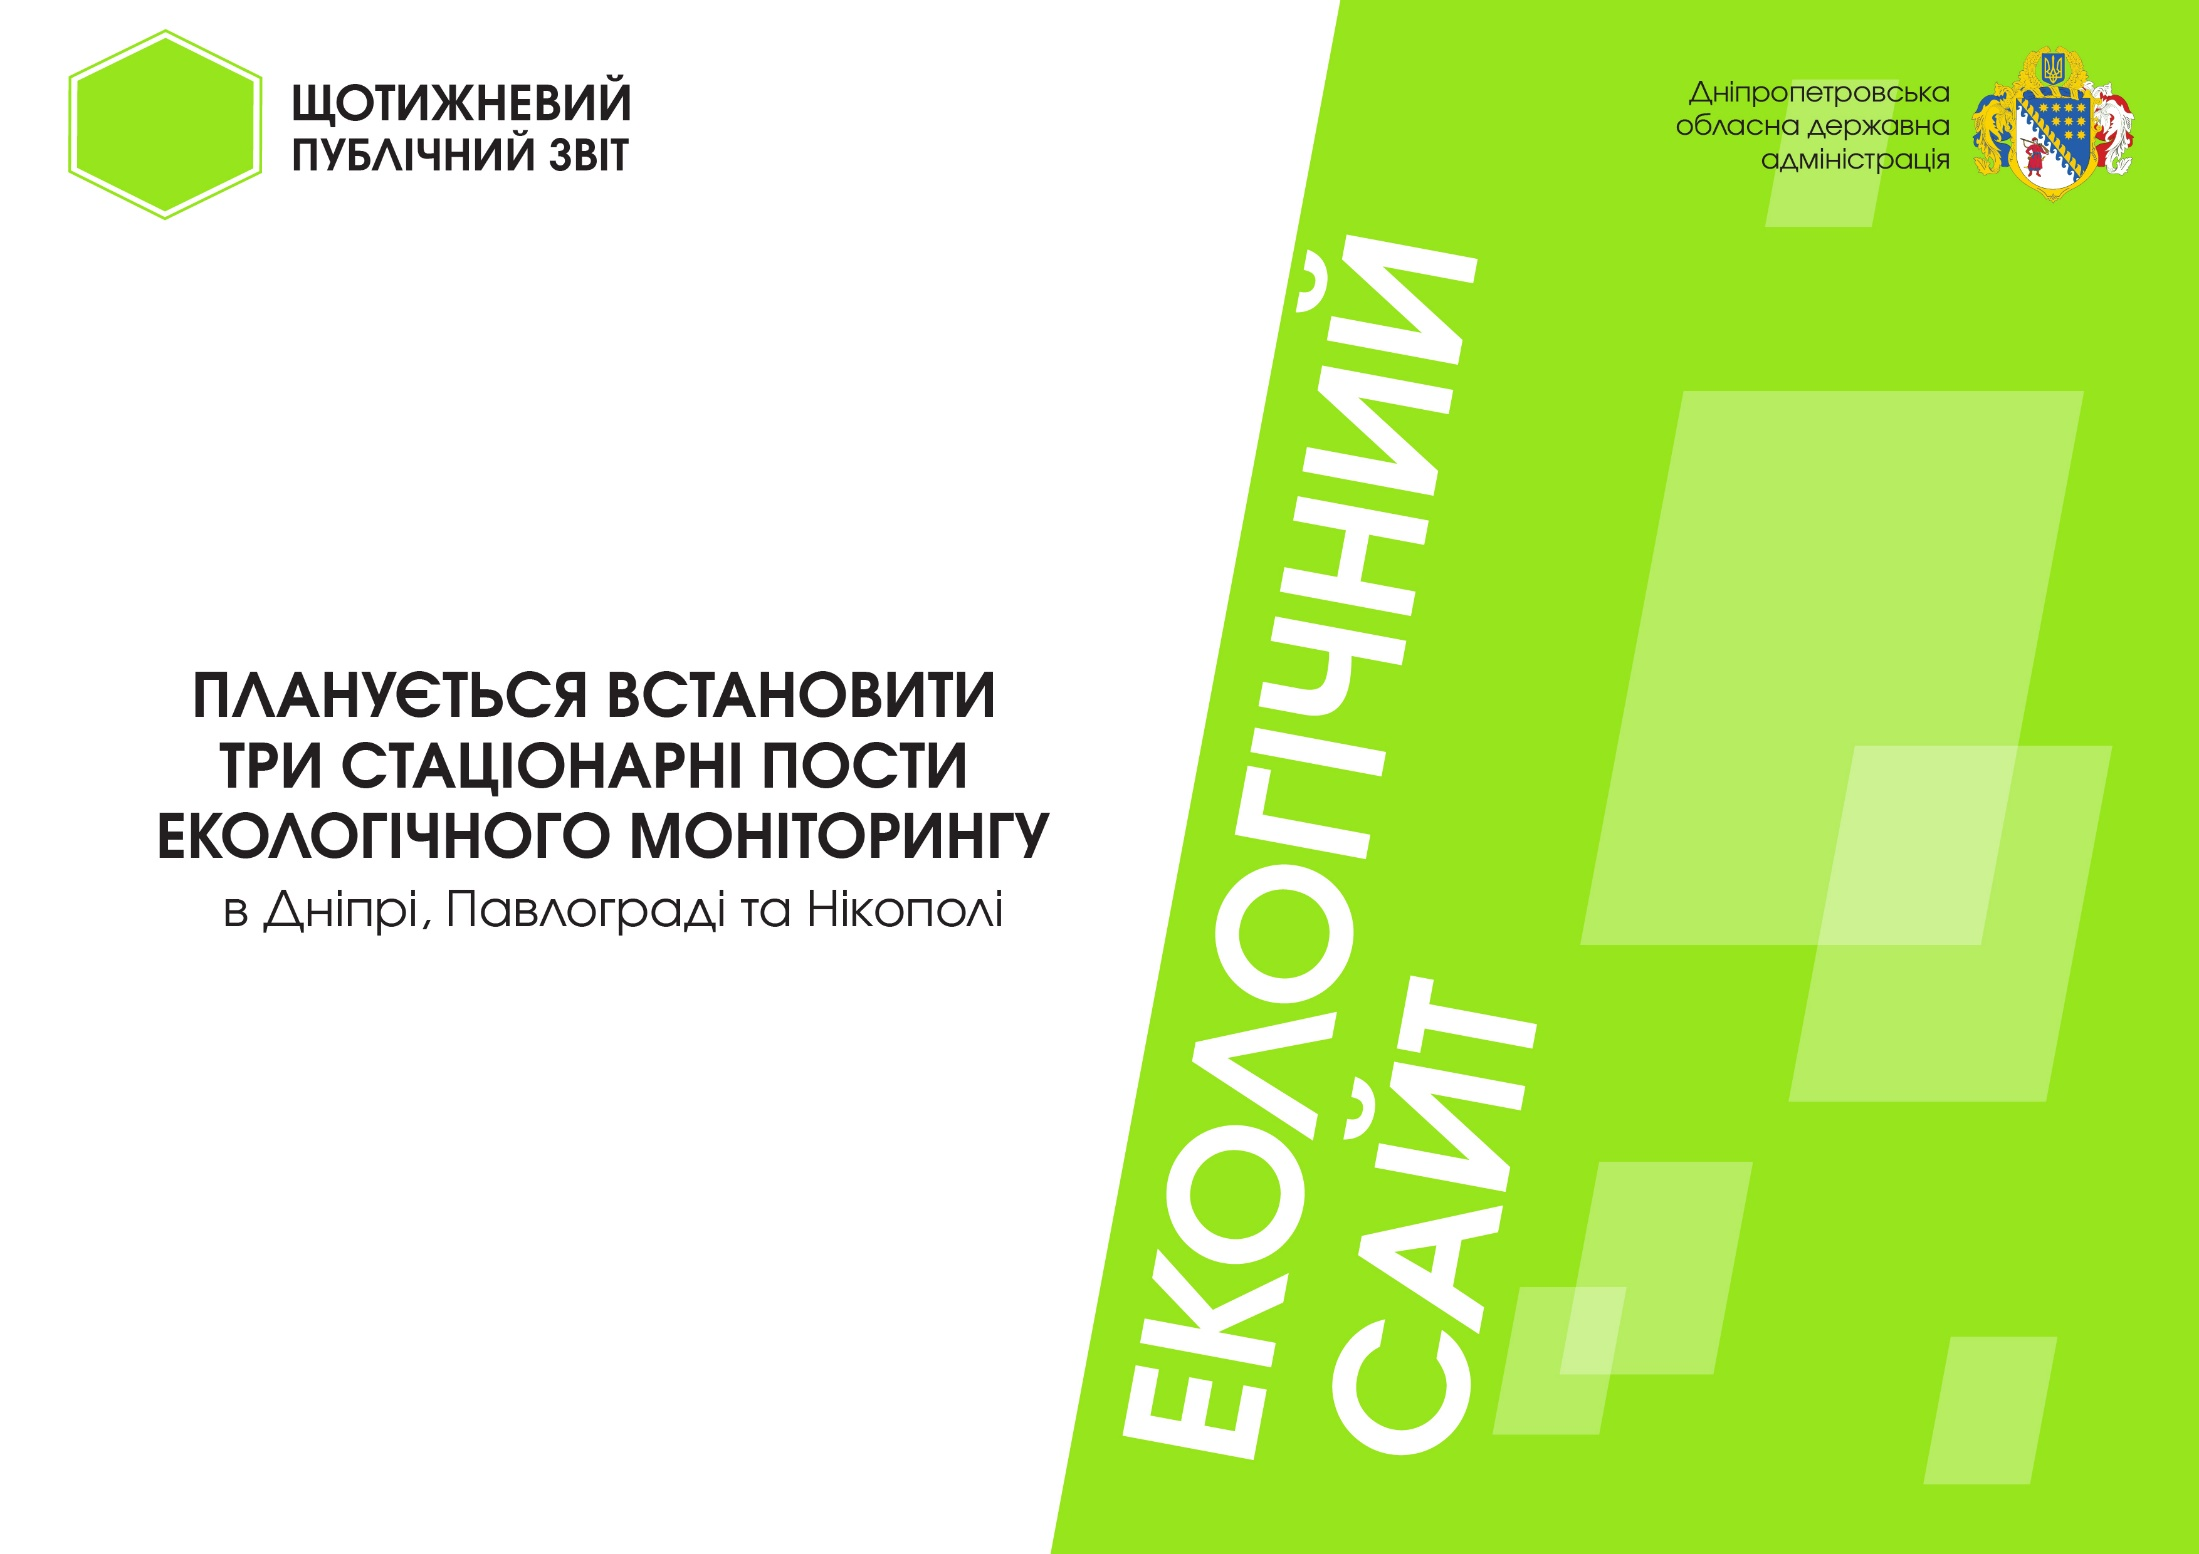 ЩОТИЖНЕВИЙ
ПУБЛІЧНИЙ ЗВІТ
Дніпропетровська
обласна державна
адміністрація
ПЛАНУЄТЬСЯ ВСТАНОВИТИ
ТРИ СТАЦІОНАРНІ ПОСТИ
ЕКОЛОГІЧНОГО МОНІТОРИНГУ
в Дніпрі, Павлограді та Нікополі
ЕКОЛОГІЧНИЙ
САЙТ